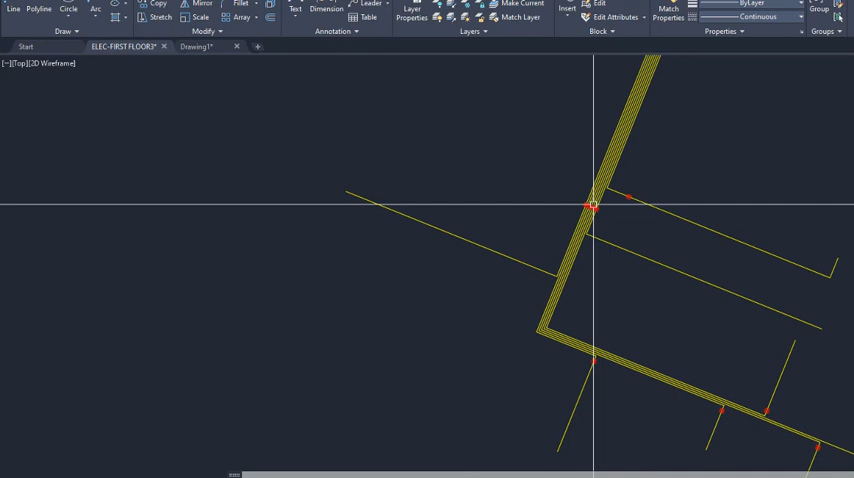 Line Polyline Circle Arc Copy Mirror Fillet Text Dimension Leader Layer Properties Make Current Insert Edit Match Properties ByLayer Group
Stretch Scale Array Table Match Layer Edit Attributes Continuous
Draw Modify Annotation Layers Block Properties Groups
Start ELEC-FIRST FLOOR3* Drawing1*
[−][Top][2D Wireframe]